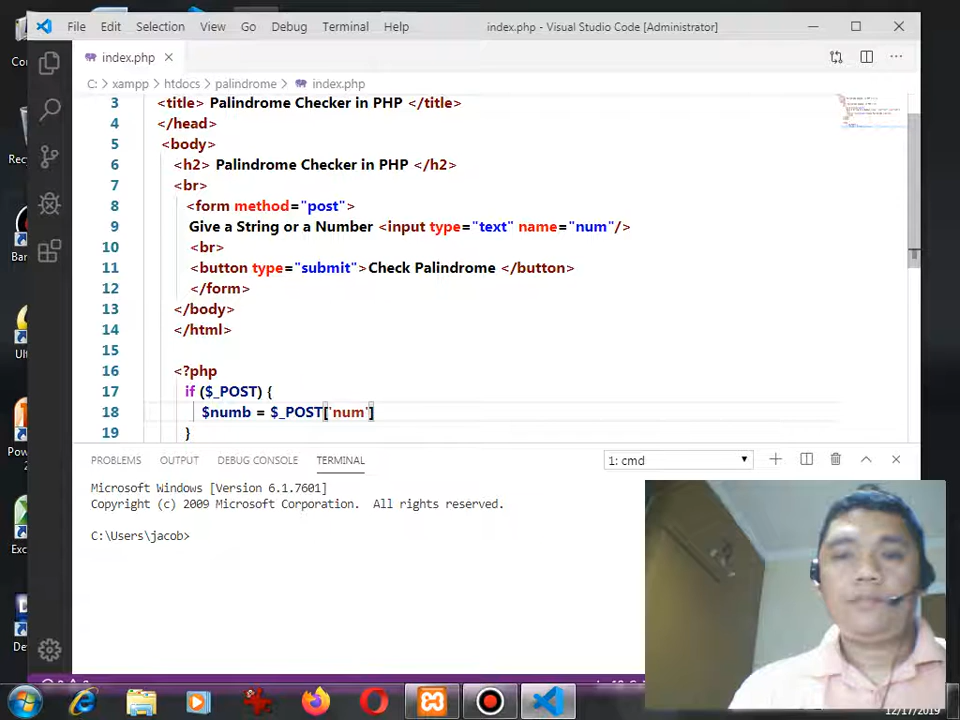 File Edit Selection View Go Debug Terminal Help index.php - Visual Studio Code [Administrator]
index.php
C: > xampp > htdocs > palindrome > index.php
3 <title> Palindrome Checker in PHP </title>
4 </head>
5 <body>
6 <h2> Palindrome Checker in PHP </h2>
7 <br>
8 <form method="post">
9 Give a String or a Number <input type="text" name="num"/>
10 <br>
11 <button type="submit">Check Palindrome </button>
12 </form>
13 </body>
14 </html>
15
16 <?php
17 if ($_POST) {
18 $numb = $_POST['num']
19 }
PROBLEMS OUTPUT DEBUG CONSOLE TERMINAL 1: cmd
Microsoft Windows [Version 6.1.7601]
Copyright (c) 2009 Microsoft Corporation. All rights reserved.
C:\Users\jacob>
12/17/2019